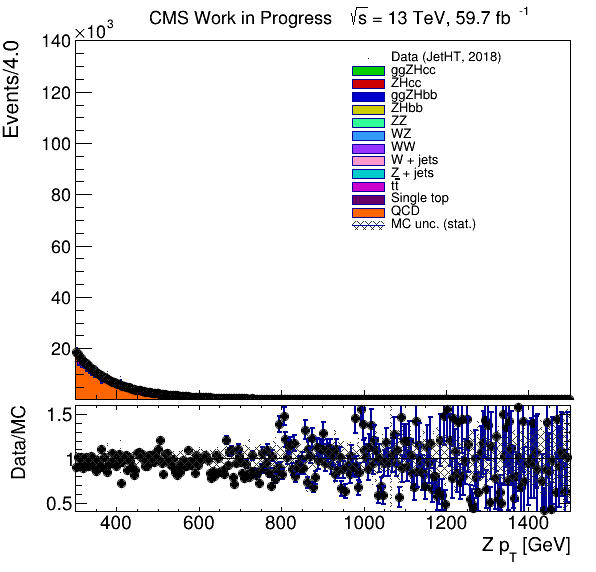 CMS Work in Progress √s = 13 TeV, 59.7 fb⁻¹
×10³
Events/4.0
140
120
100
80
60
40
20
Data (JetHT, 2018)
ggZHcc
ZHcc
ggZHbb
ZHbb
ZZ
WZ
WW
W + jets
Z + jets
tt̅
Single top
QCD
MC unc. (stat.)
Data/MC
1.5
1
0.5
400 600 800 1000 1200 1400
Z p_T [GeV]